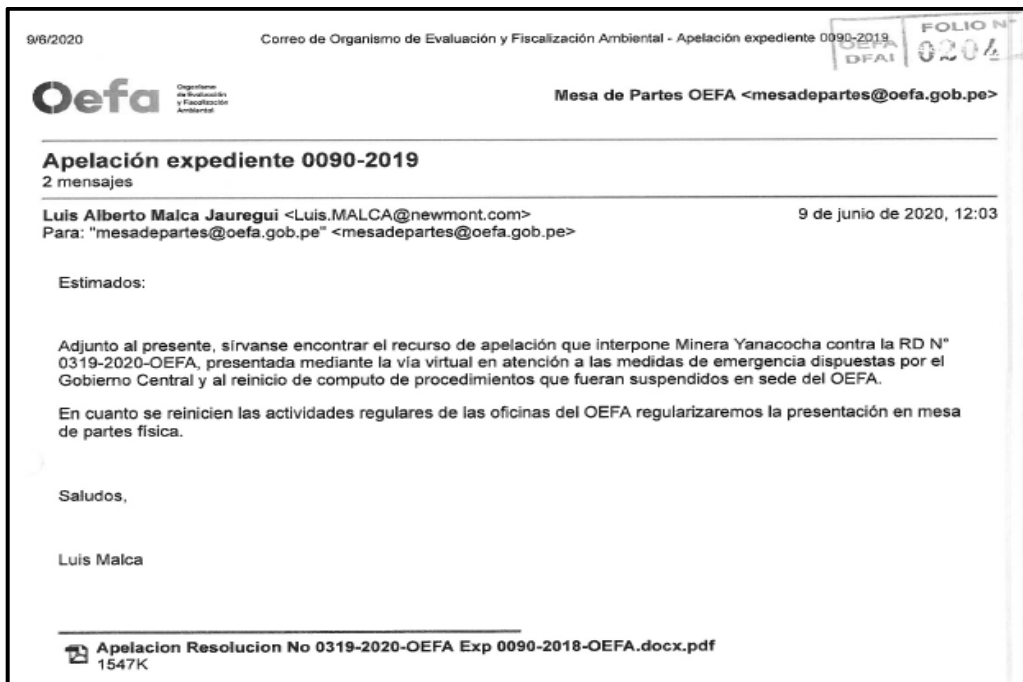 9/6/2020
Correo de Organismo de Evaluación y Fiscalización Ambiental - Apelación expediente 0090-2019
FOLIO N°
OEFA
DFAI
0204
Oefa
Organismo
de Evaluación
y Fiscalización
Ambiental
Mesa de Partes OEFA <mesadepartes@oefa.gob.pe>
Apelación expediente 0090-2019
2 mensajes
Luis Alberto Malca Jauregui <Luis.MALCA@newmont.com>
9 de junio de 2020, 12:03
Para: "mesadepartes@oefa.gob.pe" <mesadepartes@oefa.gob.pe>
Estimados:
Adjunto al presente, sírvanse encontrar el recurso de apelación que interpone Minera Yanacocha contra la RD N°
0319-2020-OEFA, presentada mediante la vía virtual en atención a las medidas de emergencia dispuestas por el
Gobierno Central y al reinicio de computo de procedimientos que fueran suspendidos en sede del OEFA.
En cuanto se reinicien las actividades regulares de las oficinas del OEFA regularizaremos la presentación en mesa
de partes física.
Saludos,
Luis Malca
Apelacion Resolucion No 0319-2020-OEFA Exp 0090-2018-OEFA.docx.pdf
1547K